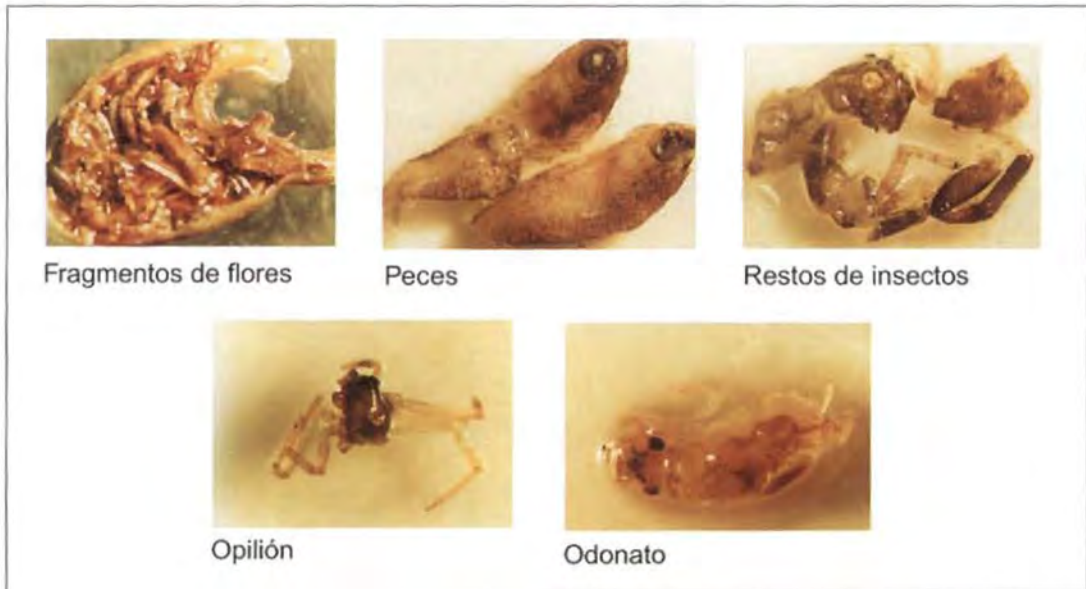 Fragmentos de flores
Peces
Restos de insectos
Opilión
Odonato